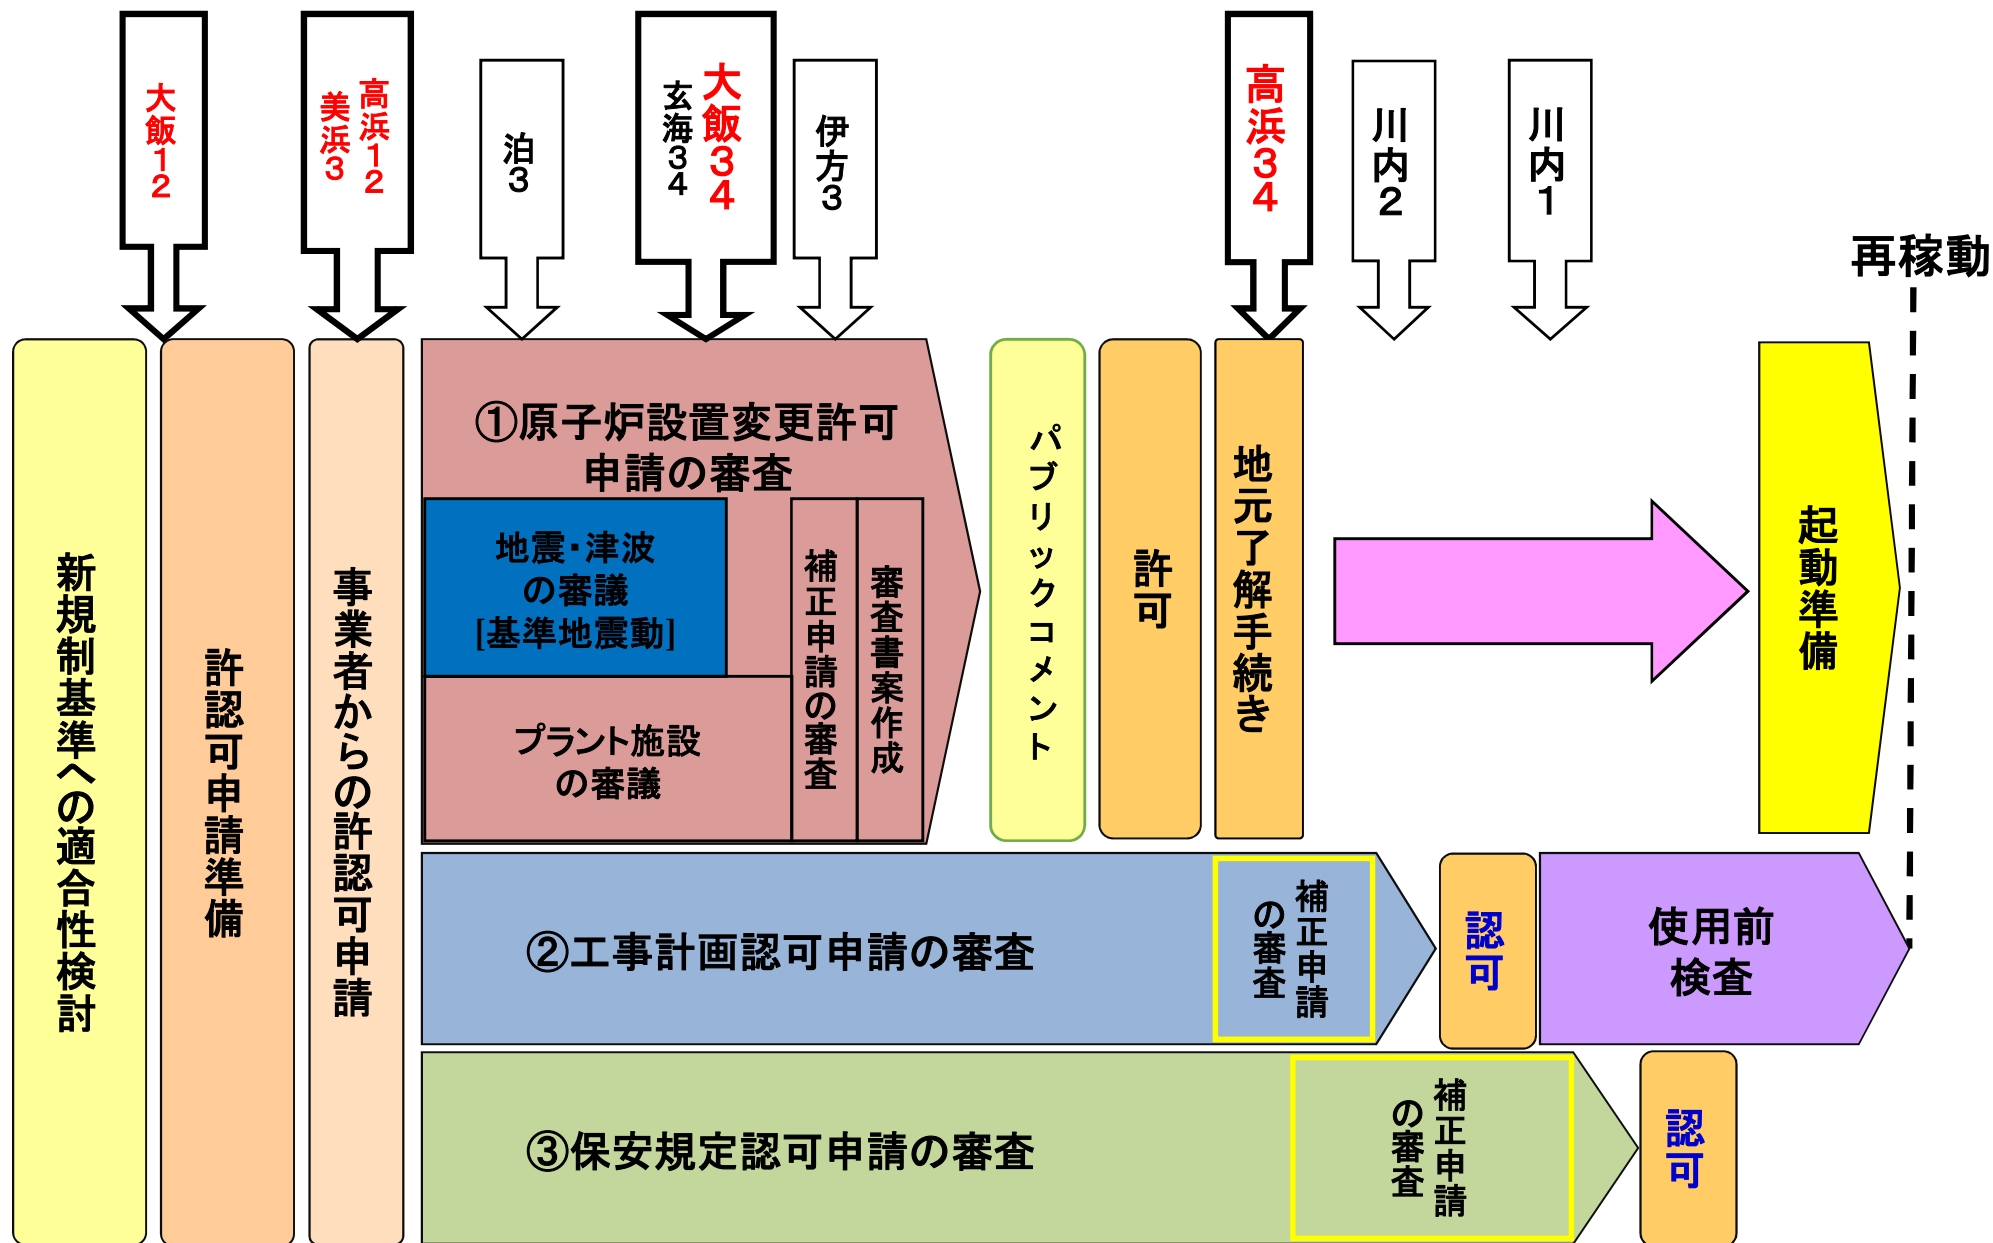 大飯１２
高浜１２
美浜３
泊３
大飯３４
玄海３４
伊方３
高浜３４
川内２
川内１
再稼動
新規制基準への適合性検討
許認可申請準備
事業者からの許認可申請
①原子炉設置変更許可
申請の審査
地震・津波
の審議
[基準地震動]
プラント施設
の審議
補正申請の審査
審査書案作成
パブリックコメント
許可
地元了解手続き
起動準備
②工事計画認可申請の審査
補正申請
の審査
認可
使用前
検査
③保安規定認可申請の審査
補正申請
の審査
認可